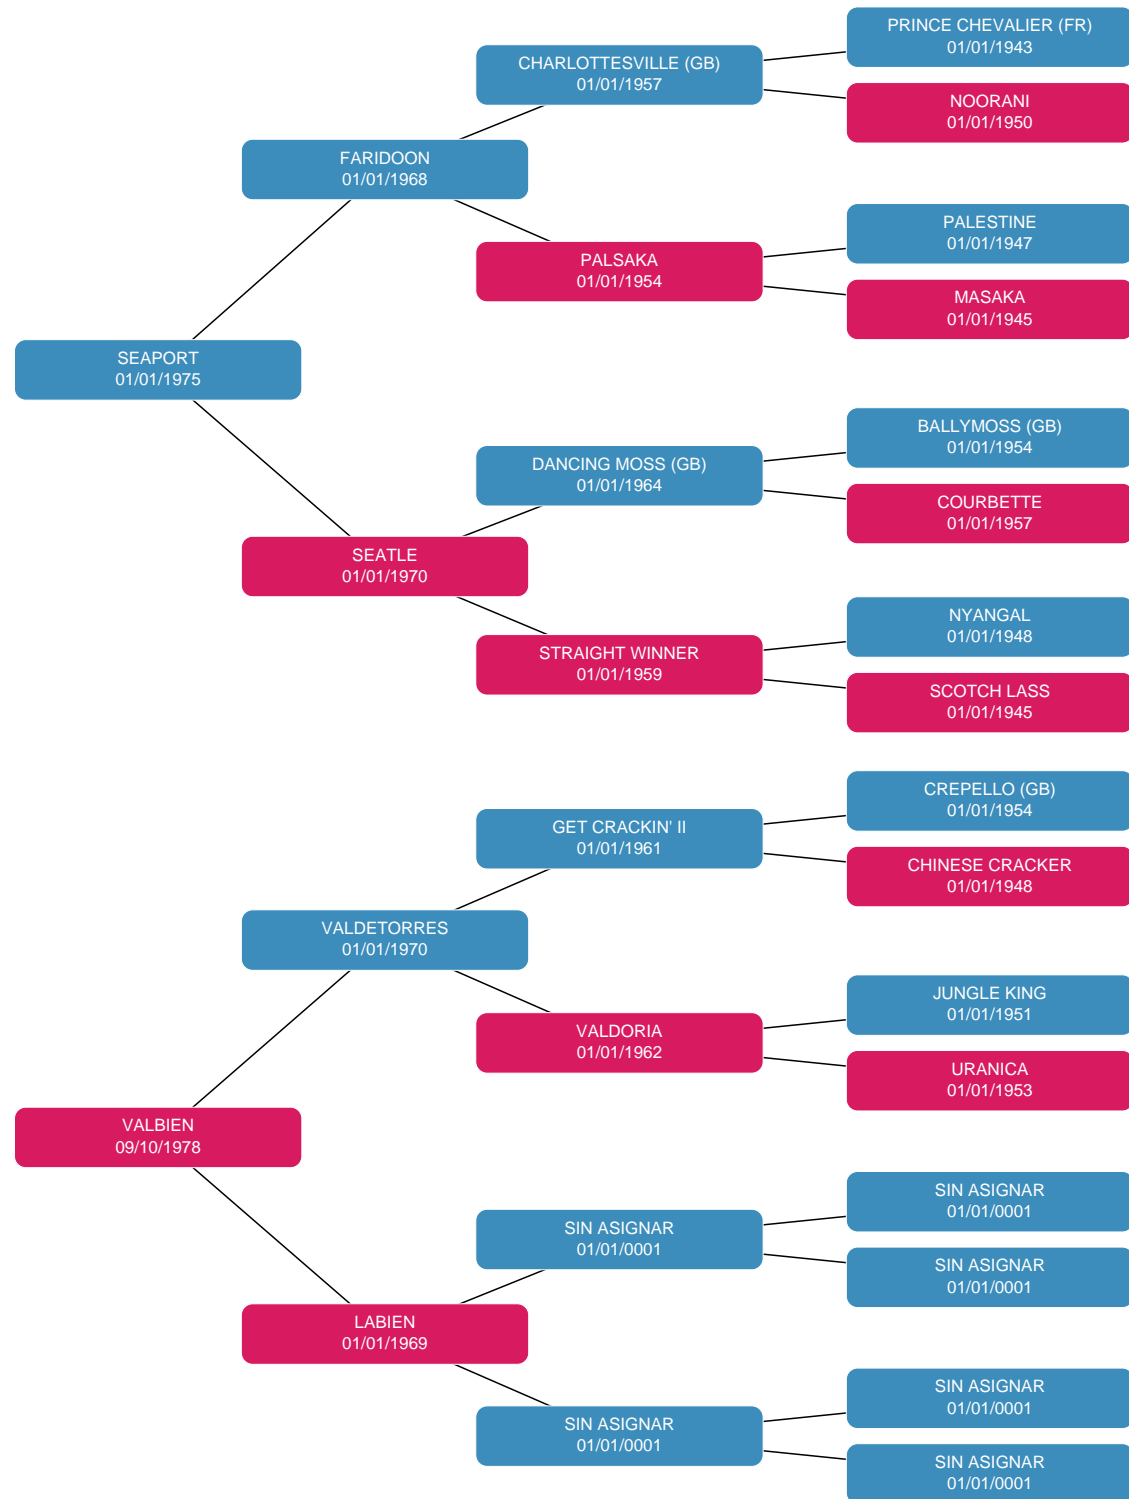 PRINCE CHEVALIER (FR)
01/01/1943
CHARLOTTESVILLE (GB)
01/01/1957
NOORANI
01/01/1950
FARIDOON
01/01/1968
PALESTINE
01/01/1947
PALSAKA
01/01/1954
MASAKA
01/01/1945
SEAPORT
01/01/1975
BALLYMOSS (GB)
01/01/1954
DANCING MOSS (GB)
01/01/1964
COURBETTE
01/01/1957
SEATLE
01/01/1970
NYANGAL
01/01/1948
STRAIGHT WINNER
01/01/1959
SCOTCH LASS
01/01/1945
CREPELLO (GB)
01/01/1954
GET CRACKIN' II
01/01/1961
CHINESE CRACKER
01/01/1948
VALDETORRES
01/01/1970
JUNGLE KING
01/01/1951
VALDORIA
01/01/1962
URANICA
01/01/1953
VALBIEN
09/10/1978
SIN ASIGNAR
01/01/0001
SIN ASIGNAR
01/01/0001
SIN ASIGNAR
01/01/0001
LABIEN
01/01/1969
SIN ASIGNAR
01/01/0001
SIN ASIGNAR
01/01/0001
SIN ASIGNAR
01/01/0001